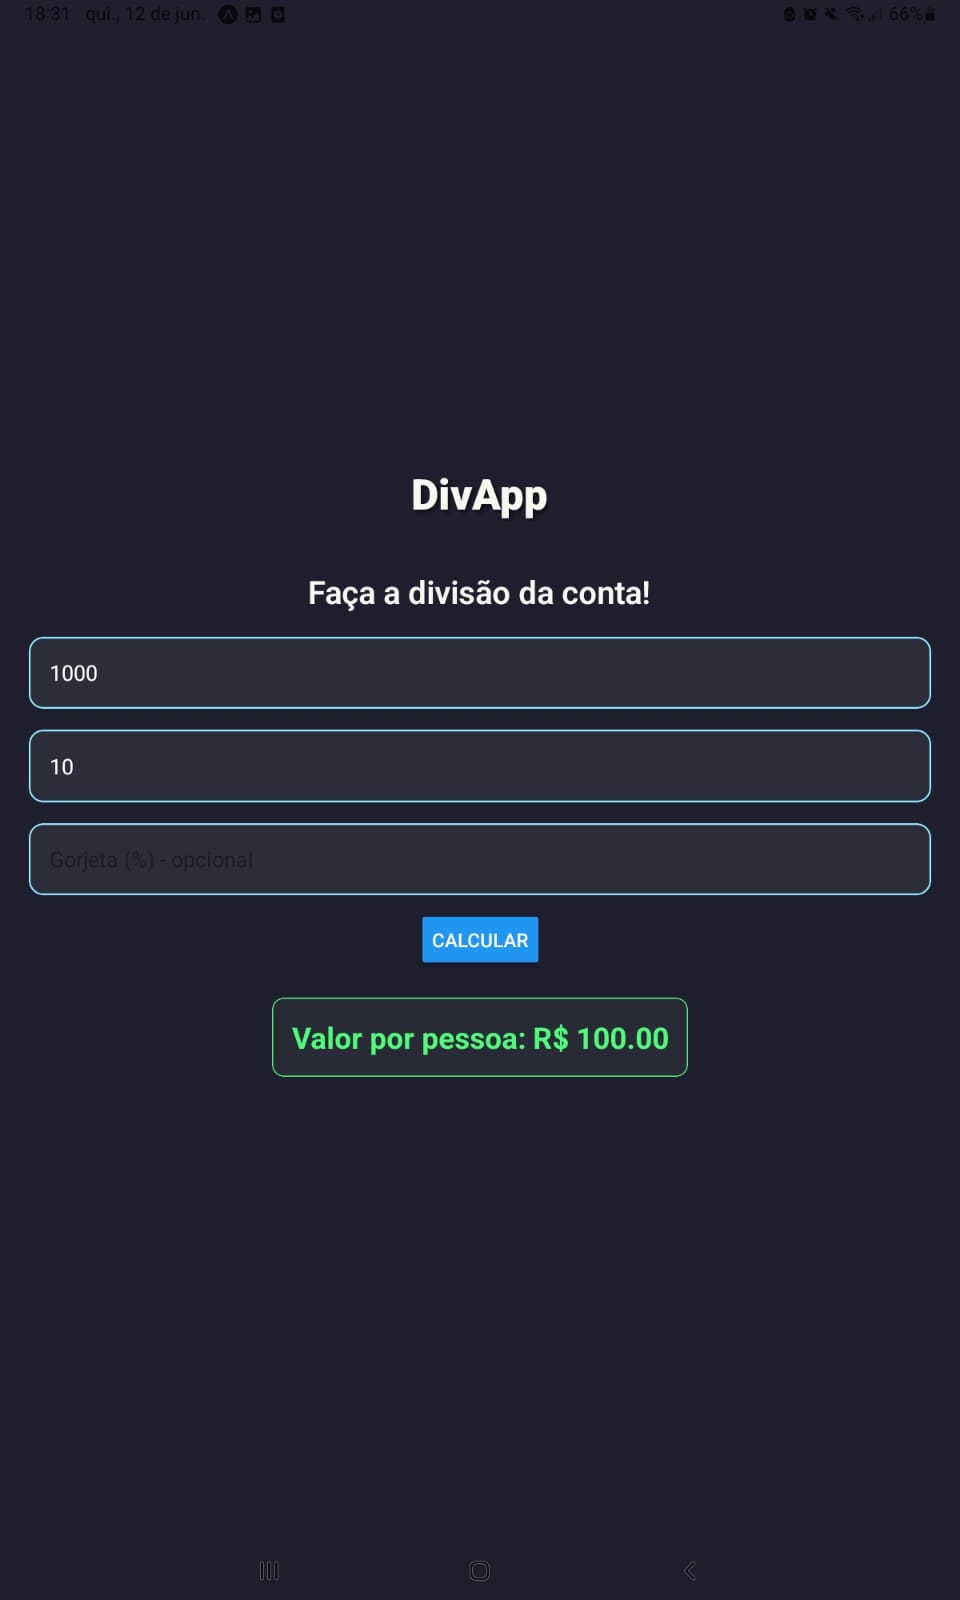 18:31 qui., 12 de jun. 66%
DivApp
Faça a divisão da conta!
1000
10
Gorjeta (%) - opcional
CALCULAR
Valor por pessoa: R$ 100.00